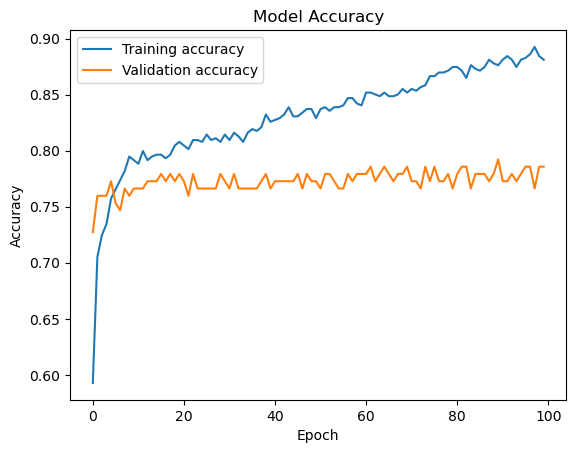 Model Accuracy
Training accuracy
Validation accuracy
0.90
0.85
0.80
0.75
0.70
0.65
0.60
Accuracy
0 20 40 60 80 100
Epoch